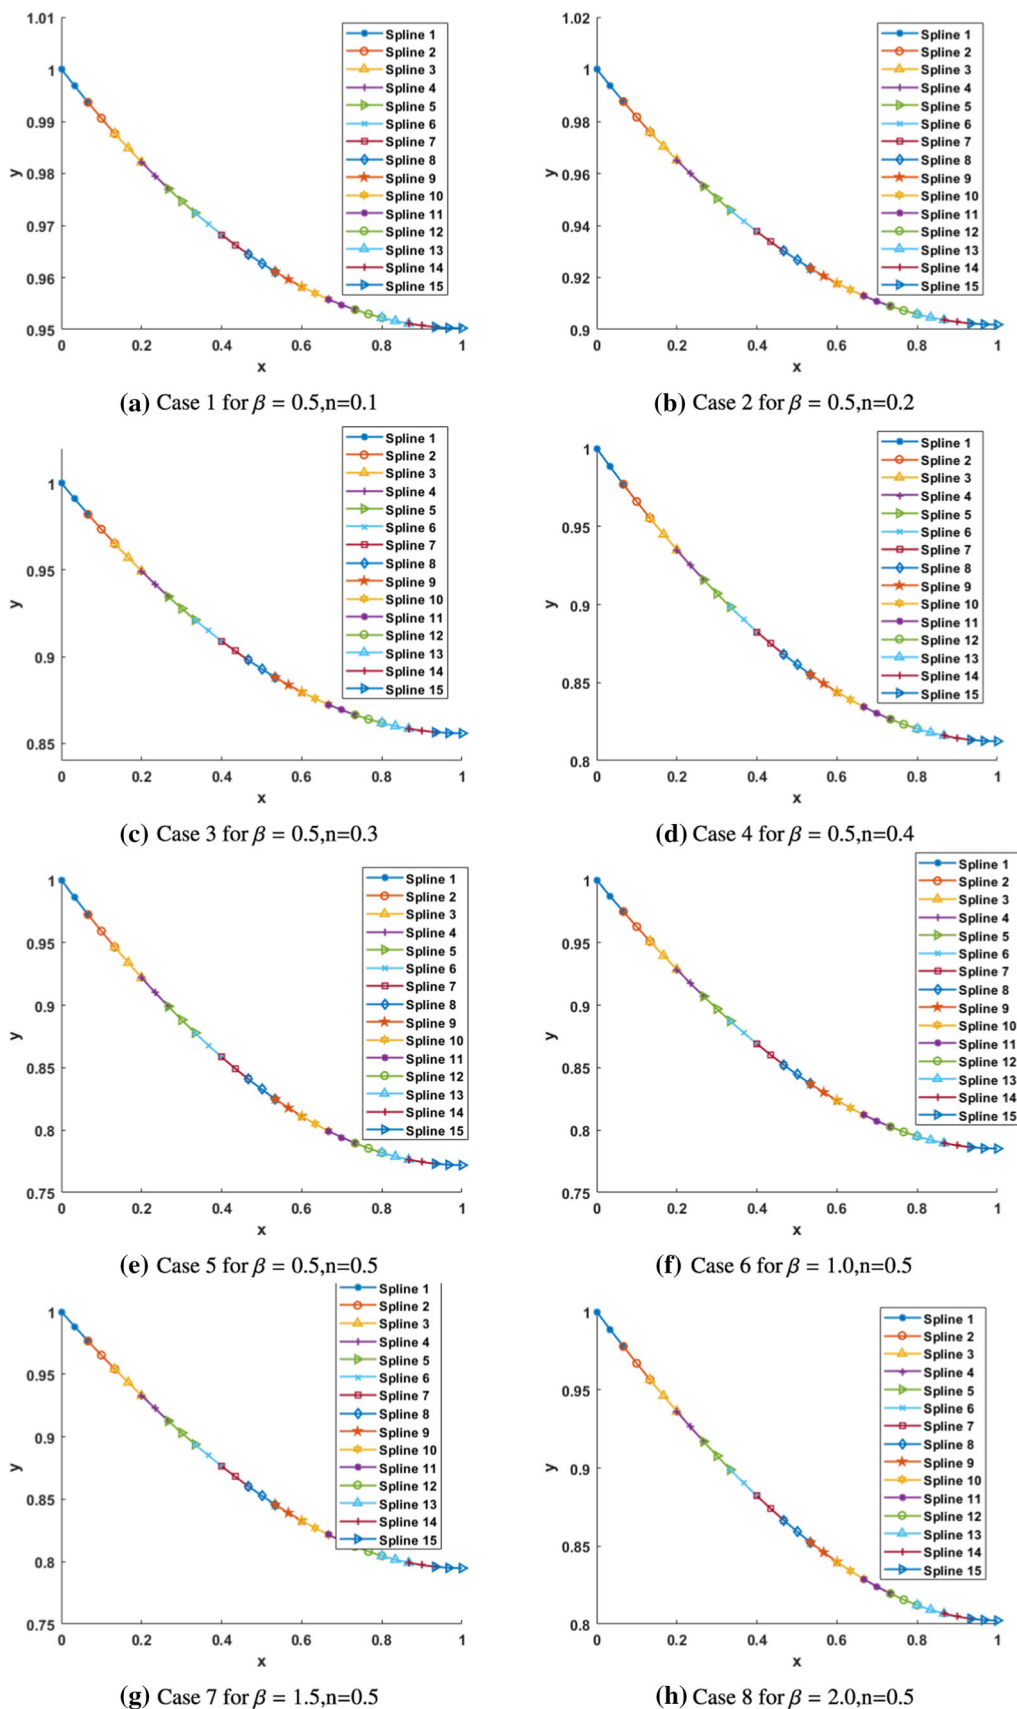 1.01
1
0.99
0.98
0.97
0.96
0.95
y
0
0.2
0.4
0.6
0.8
1
x
Spline 1
Spline 2
Spline 3
Spline 4
Spline 5
Spline 6
Spline 7
Spline 8
Spline 9
Spline 10
Spline 11
Spline 12
Spline 13
Spline 14
Spline 15
(a) Case 1 for β = 0.5,n=0.1
1.02
1
0.98
0.96
0.94
0.92
0.9
y
0
0.2
0.4
0.6
0.8
1
x
Spline 1
Spline 2
Spline 3
Spline 4
Spline 5
Spline 6
Spline 7
Spline 8
Spline 9
Spline 10
Spline 11
Spline 12
Spline 13
Spline 14
Spline 15
(b) Case 2 for β = 0.5,n=0.2
1
0.95
0.9
0.85
y
0
0.2
0.4
0.6
0.8
1
x
Spline 1
Spline 2
Spline 3
Spline 4
Spline 5
Spline 6
Spline 7
Spline 8
Spline 9
Spline 10
Spline 11
Spline 12
Spline 13
Spline 14
Spline 15
(c) Case 3 for β = 0.5,n=0.3
1
0.95
0.9
0.85
0.8
y
0
0.2
0.4
0.6
0.8
1
x
Spline 1
Spline 2
Spline 3
Spline 4
Spline 5
Spline 6
Spline 7
Spline 8
Spline 9
Spline 10
Spline 11
Spline 12
Spline 13
Spline 14
Spline 15
(d) Case 4 for β = 0.5,n=0.4
1
0.95
0.9
0.85
0.8
0.75
y
0
0.2
0.4
0.6
0.8
1
x
Spline 1
Spline 2
Spline 3
Spline 4
Spline 5
Spline 6
Spline 7
Spline 8
Spline 9
Spline 10
Spline 11
Spline 12
Spline 13
Spline 14
Spline 15
(e) Case 5 for β = 0.5,n=0.5
1
0.95
0.9
0.85
0.8
0.75
y
0
0.2
0.4
0.6
0.8
1
x
Spline 1
Spline 2
Spline 3
Spline 4
Spline 5
Spline 6
Spline 7
Spline 8
Spline 9
Spline 10
Spline 11
Spline 12
Spline 13
Spline 14
Spline 15
(f) Case 6 for β = 1.0,n=0.5
1
0.95
0.9
0.85
0.8
0.75
y
0
0.2
0.4
0.6
0.8
1
x
Spline 1
Spline 2
Spline 3
Spline 4
Spline 5
Spline 6
Spline 7
Spline 8
Spline 9
Spline 10
Spline 11
Spline 12
Spline 13
Spline 14
Spline 15
(g) Case 7 for β = 1.5,n=0.5
1
0.95
0.9
0.85
0.8
y
0
0.2
0.4
0.6
0.8
1
x
Spline 1
Spline 2
Spline 3
Spline 4
Spline 5
Spline 6
Spline 7
Spline 8
Spline 9
Spline 10
Spline 11
Spline 12
Spline 13
Spline 14
Spline 15
(h) Case 8 for β = 2.0,n=0.5